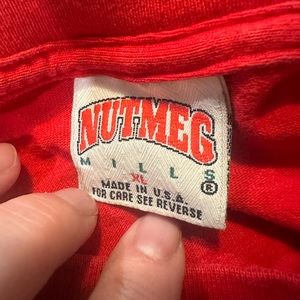 NUTMEG
MILLS®
XL
MADE IN U.S.A.
FOR CARE SEE REVERSE